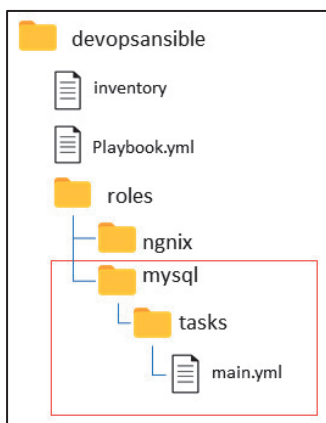 devopsansible
inventory
Playbook.yml
roles
ngnix
mysql
tasks
main.yml